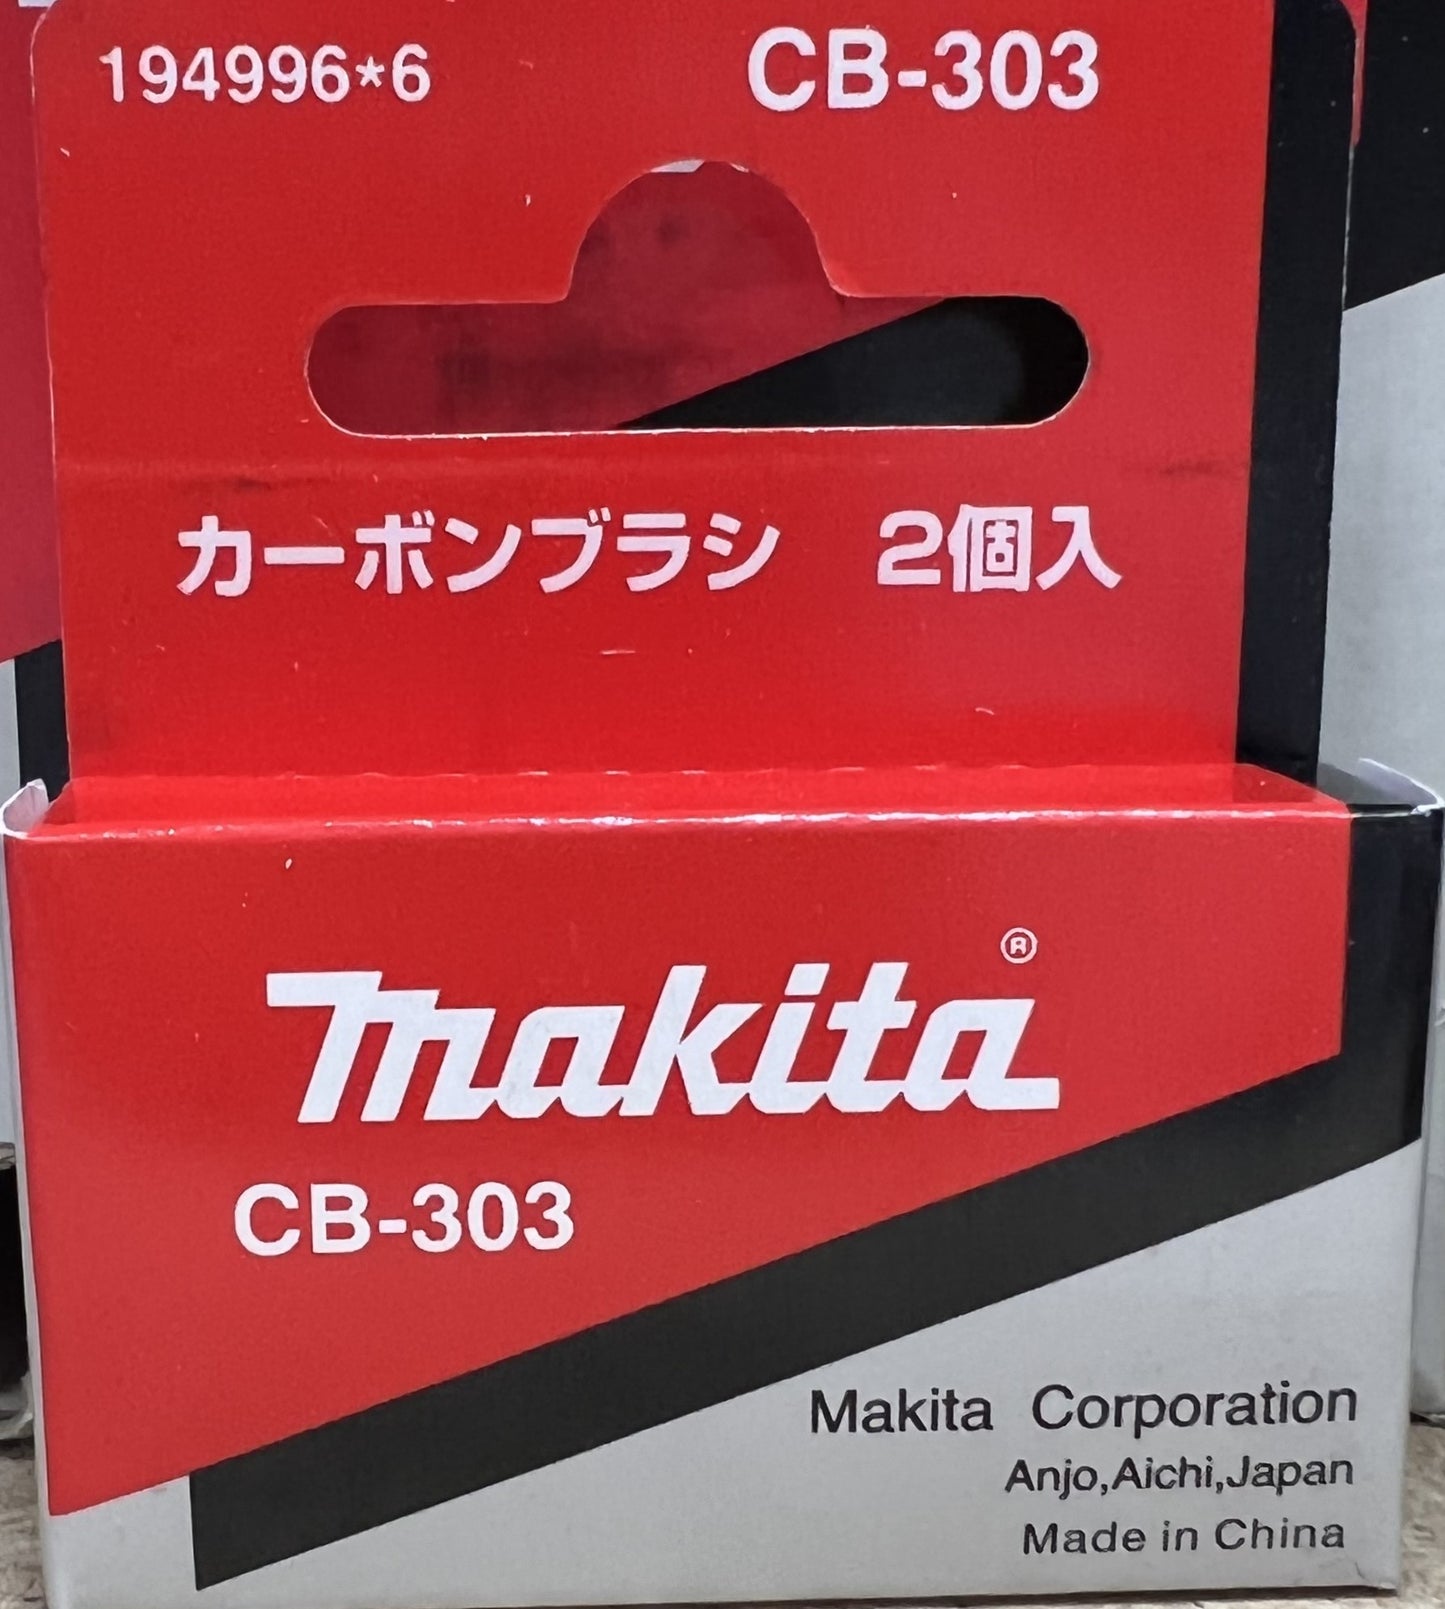 194996*6 CB-303
カーボンブラシ 2個入
makita®
CB-303
Makita Corporation
Anjo,Aichi,Japan
Made in China